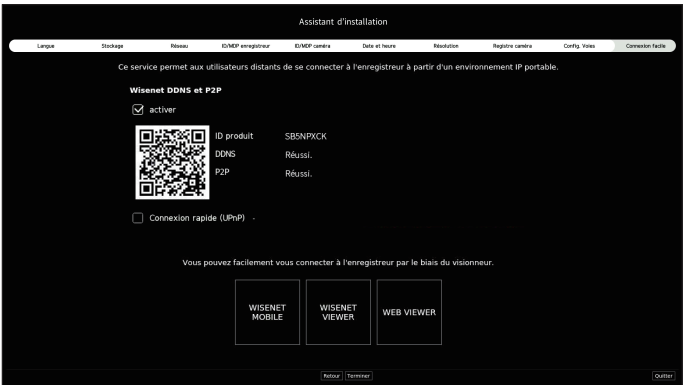 Assistant d'installation
Langue Stockage Réseau ID/MDP enregistreur ID/MDP caméra Date et heure Résolution Registre caméra Config. Voies Connexion facile
Ce service permet aux utilisateurs distants de se connecter à l'enregistreur à partir d'un environnement IP portable.
Wisenet DDNS et P2P
activer
ID produit SB5NPXCK
DDNS Réussi.
P2P Réussi.
Connexion rapide (UPnP) -
Vous pouvez facilement vous connecter à l'enregistreur par le biais du visionneur.
WISENET MOBILE
WISENET VIEWER
WEB VIEWER
Retour Terminer Quitter